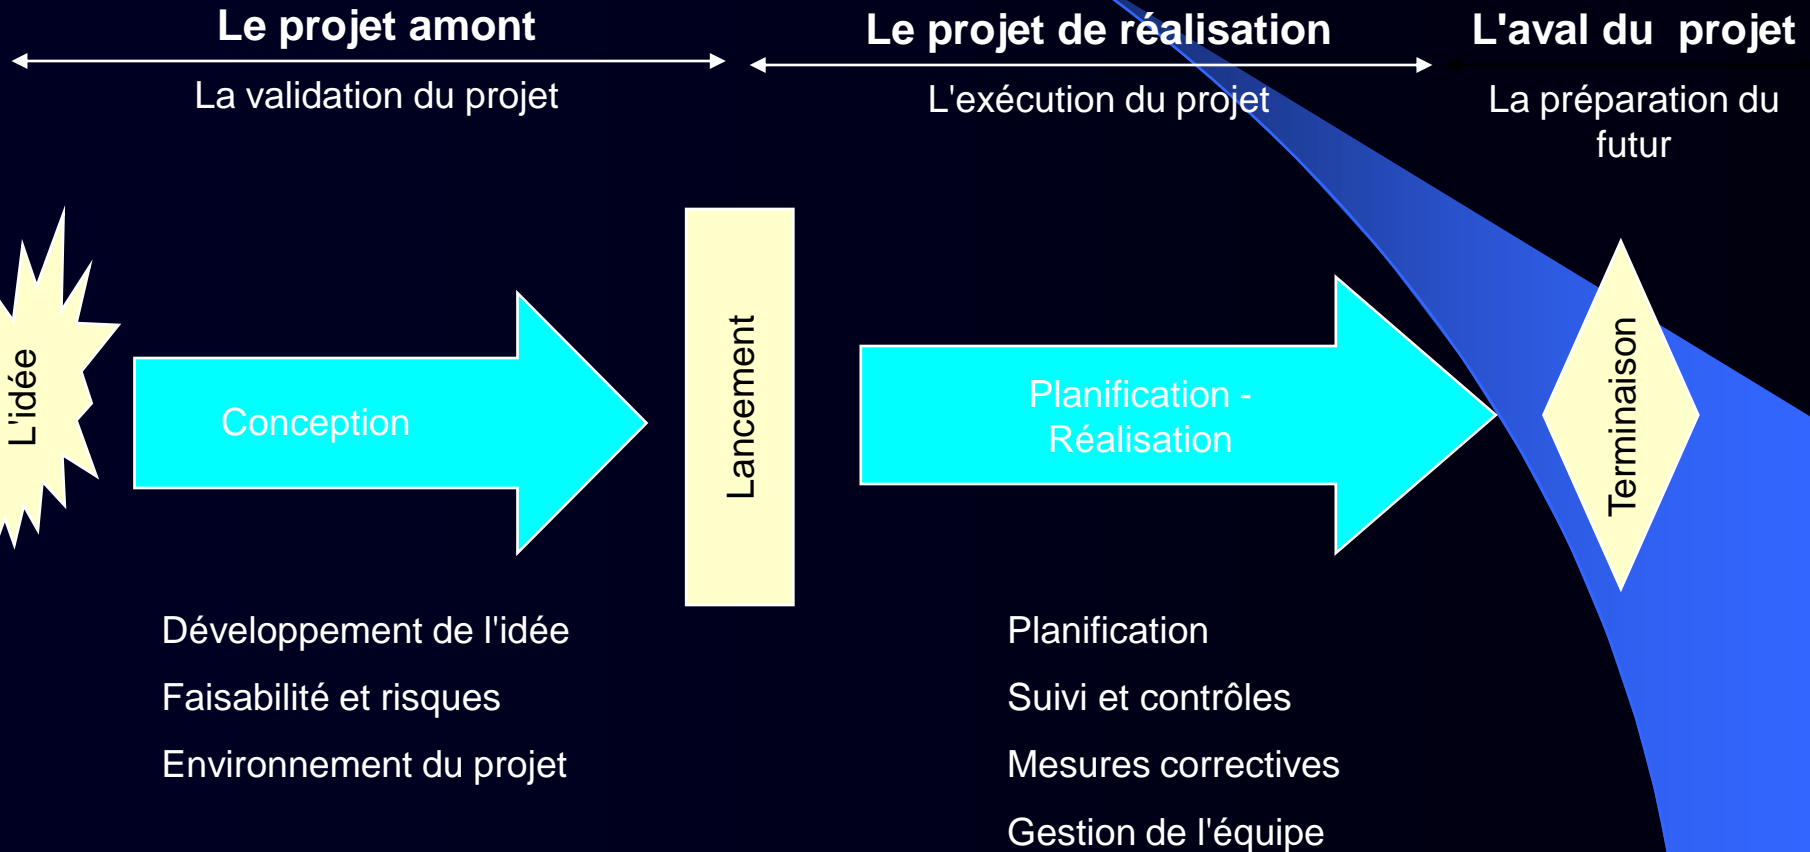 Le projet amont
La validation du projet
Le projet de réalisation
L'exécution du projet
L'aval du  projet
La préparation du
futur
L'idée
Conception
Lancement
Planification -
Réalisation
Terminaison
Développement de l'idée
Faisabilité et risques
Environnement du projet
Planification
Suivi et contrôles
Mesures correctives
Gestion de l'équipe